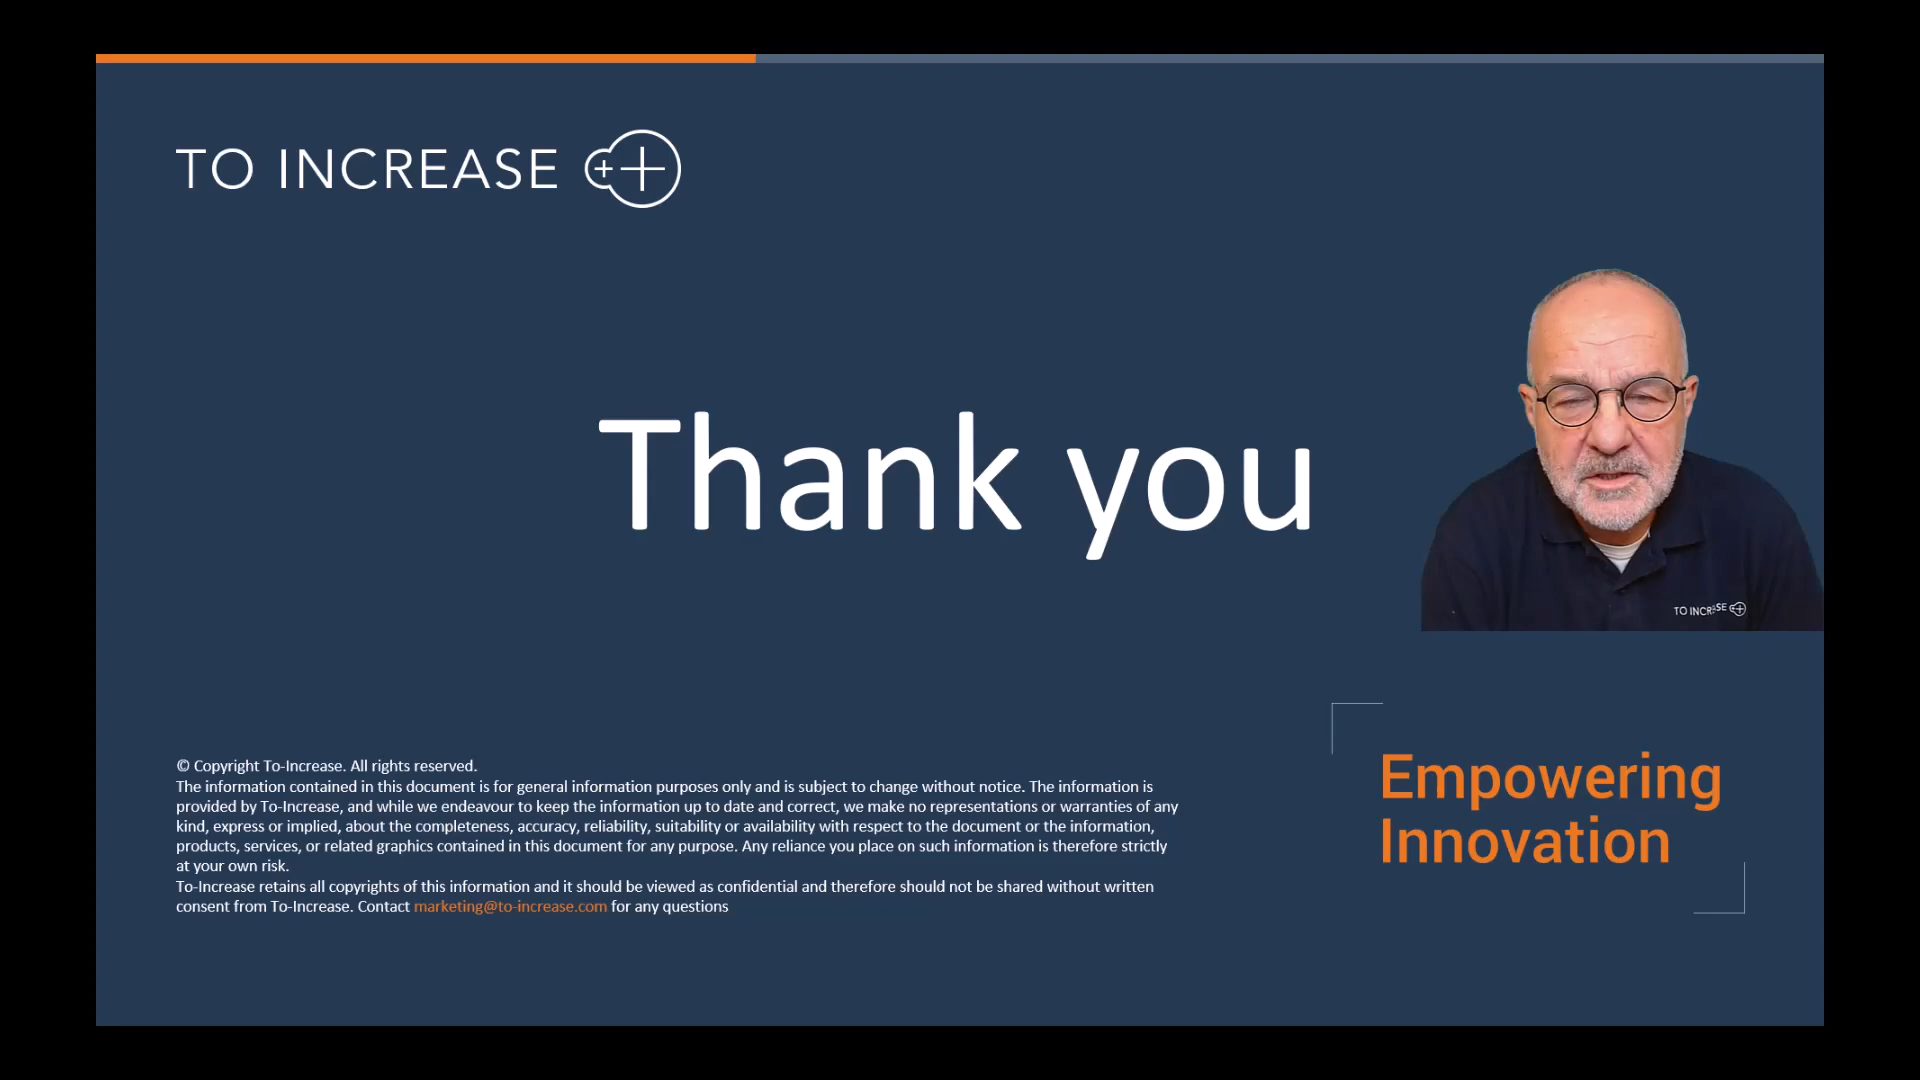 TO INCREASE
Thank you
TO INCREASE
© Copyright To-Increase. All rights reserved.
The information contained in this document is for general information purposes only and is subject to change without notice. The information is
provided by To-Increase, and while we endeavour to keep the information up to date and correct, we make no representations or warranties of any
kind, express or implied, about the completeness, accuracy, reliability, suitability or availability with respect to the document or the information,
products, services, or related graphics contained in this document for any purpose. Any reliance you place on such information is therefore strictly
at your own risk.
To-Increase retains all copyrights of this information and it should be viewed as confidential and therefore should not be shared without written
consent from To-Increase. Contact marketing@to-increase.com for any questions
Empowering
Innovation